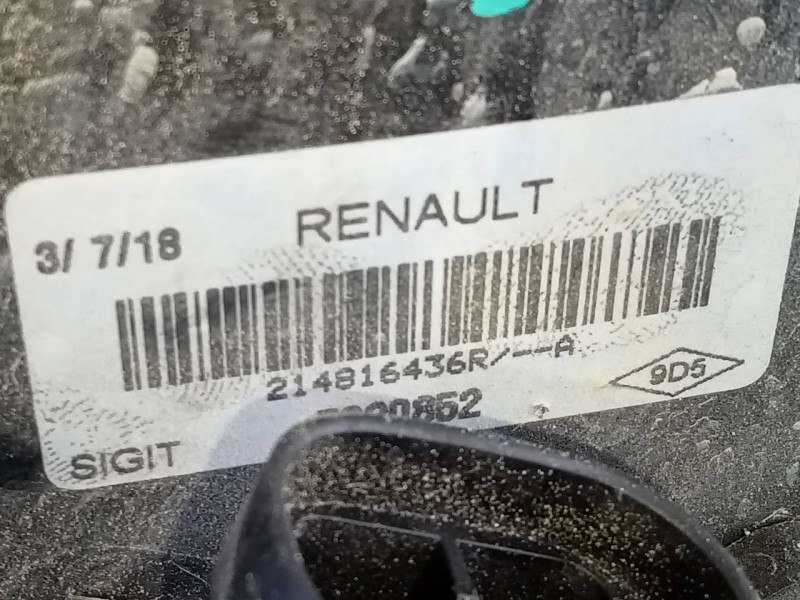 RENAULT
3/ 7/18
214816436R/--A
9D5
SIGIT